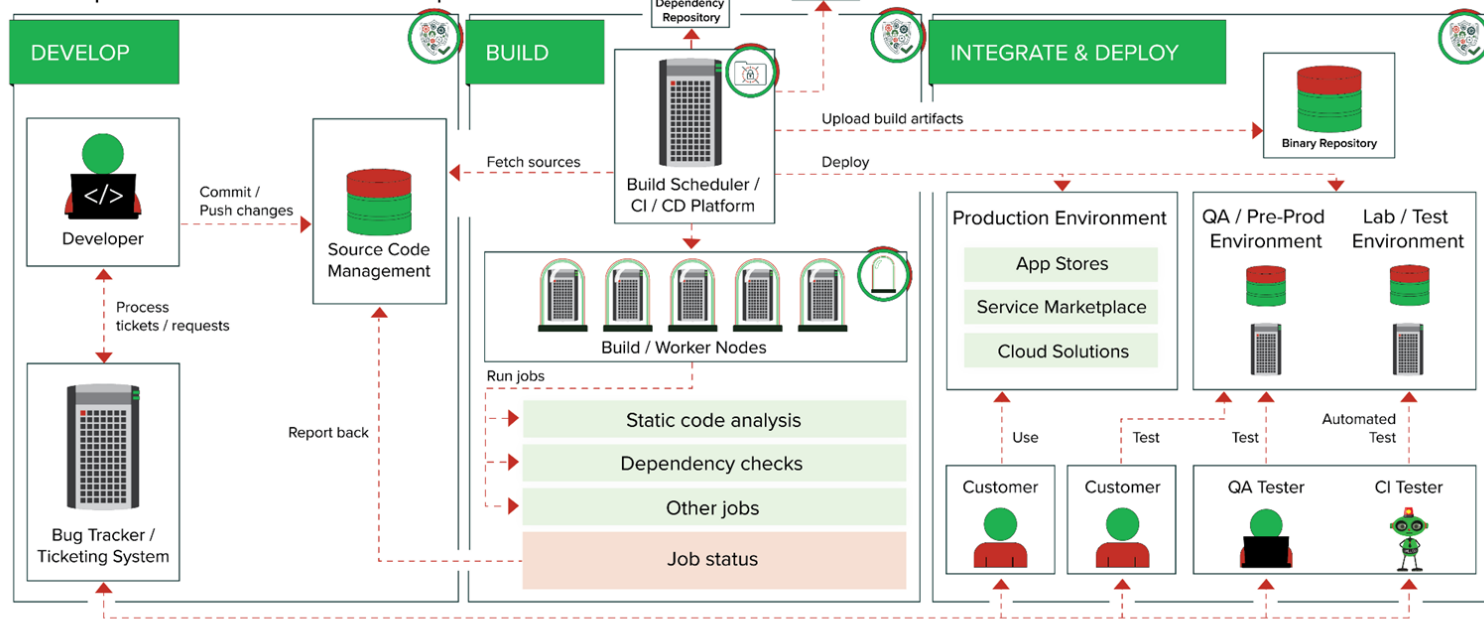 Dependency
Repository
DEVELOP
BUILD
INTEGRATE & DEPLOY
</>
Developer
Commit /
Push changes
Source Code
Management
Process
tickets / requests
Bug Tracker /
Ticketing System
Report back
Fetch sources
Build Scheduler /
CI / CD Platform
Build / Worker Nodes
Run jobs
Static code analysis
Dependency checks
Other jobs
Job status
Upload build artifacts
Deploy
Binary Repository
Production Environment
App Stores
Service Marketplace
Cloud Solutions
QA / Pre-Prod
Environment
Lab / Test
Environment
Use
Test
Test
Automated
Test
Customer
Customer
QA Tester
CI Tester